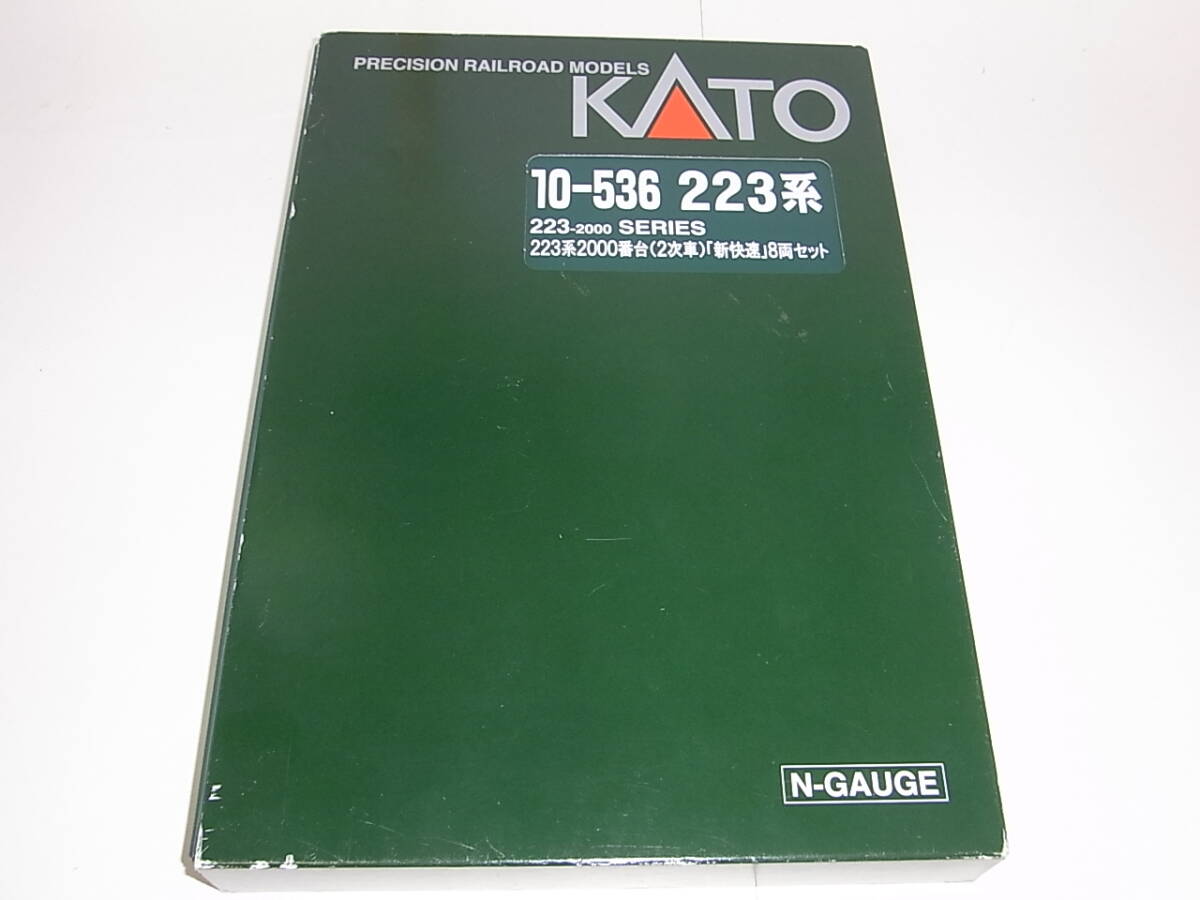 PRECISION RAILROAD MODELS
KATO
10-536 223系
223-2000 SERIES
223系2000番台(2次車)「新快速」8両セット
N-GAUGE